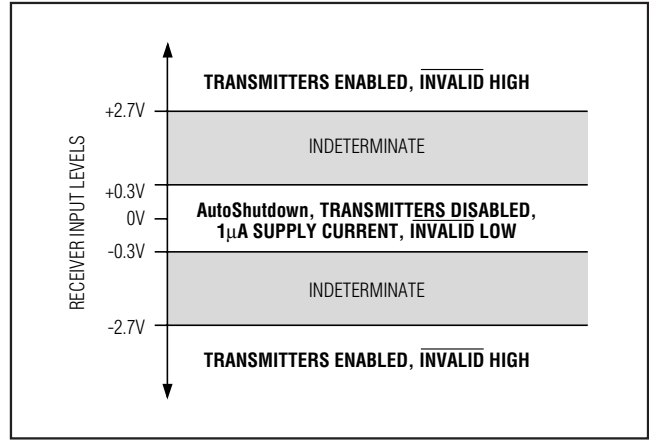 TRANSMITTERS ENABLED, INVALID HIGH
+2.7V
INDETERMINATE
+0.3V
AutoShutdown, TRANSMITTERS DISABLED,
0V
1μA SUPPLY CURRENT, INVALID LOW
-0.3V
INDETERMINATE
-2.7V
TRANSMITTERS ENABLED, INVALID HIGH
RECEIVER INPUT LEVELS